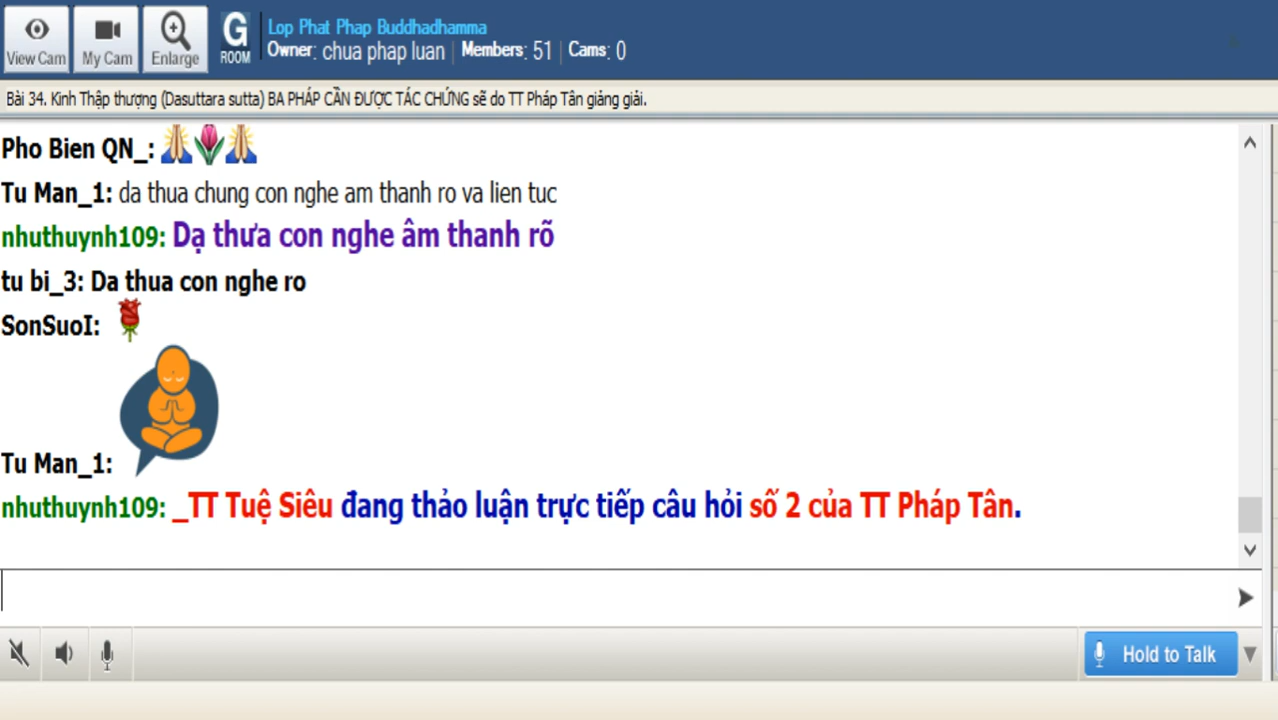 View Cam
My Cam
Enlarge
G
ROOM
Lop Phat Phap Buddhadhamma
Owner: chua phap luan | Members: 51 | Cams: 0
Bài 34. Kinh Thập thượng (Dasuttara sutta) BA PHÁP CẦN ĐƯỢC TÁC CHỨNG sẽ do TT Pháp Tân giảng giải.
Pho Bien QN_:
Tu Man_1: da thua chung con nghe am thanh ro va lien tuc
nhuthuynh109: Dạ thưa con nghe âm thanh rõ
tu bi_3: Da thua con nghe ro
SonSuoI:
Tu Man_1:
nhuthuynh109: _TT Tuệ Siêu đang thảo luận trực tiếp câu hỏi số 2 của TT Pháp Tân.
Hold to Talk